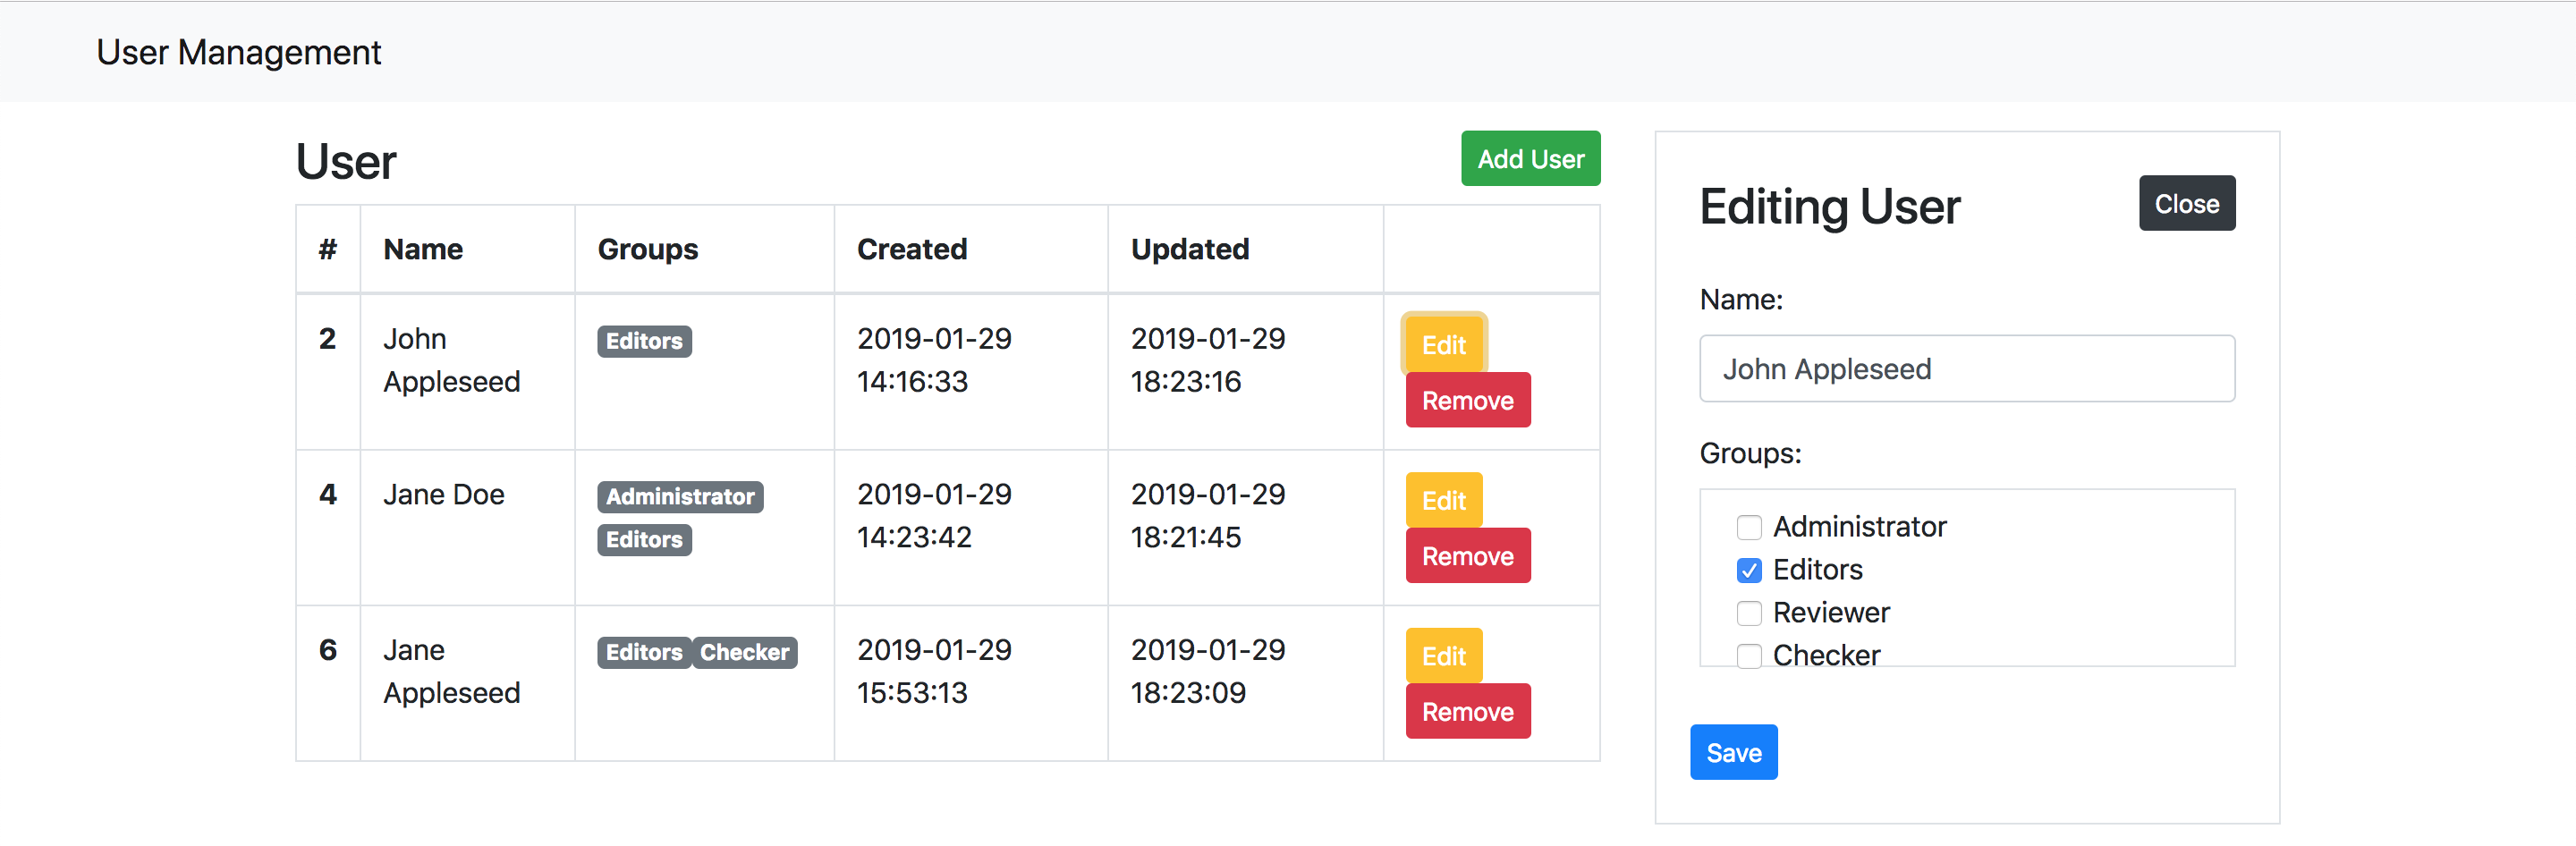 User Management
User
Add User
# Name Groups Created Updated
2 John Editors 2019-01-29 2019-01-29 Edit
Appleseed 14:16:33 18:23:16 Remove
4 Jane Doe Administrator 2019-01-29 2019-01-29 Edit
Editors 14:23:42 18:21:45 Remove
6 Jane Editors Checker 2019-01-29 2019-01-29 Edit
Appleseed 15:53:13 18:23:09 Remove
Editing User
Close
Name:
John Appleseed
Groups:
Administrator
Editors
Reviewer
Checker
Save